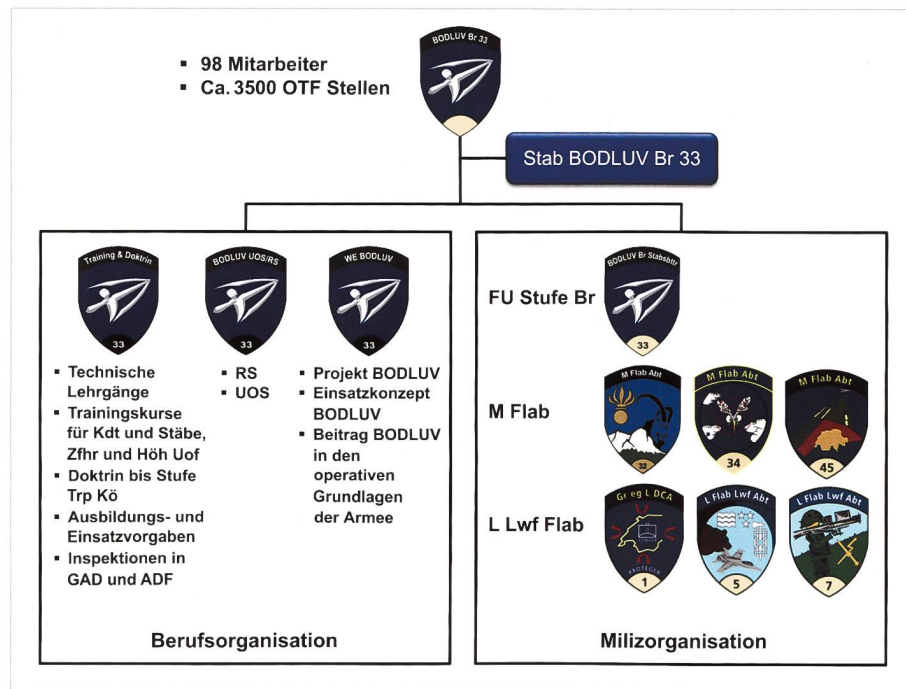 BODLUV Br 33
▪ 98 Mitarbeiter
▪ Ca. 3500 OTF Stellen
Stab BODLUV Br 33
Training & Doktrin
33
▪ Technische
Lehrgänge
▪ Trainingskurse
für Kdt und Stäbe,
Zfhr und Höh Uof
▪ Doktrin bis Stufe
Trp Kö
▪ Ausbildungs- und
Einsatzvorgaben
▪ Inspektionen in
GAD und ADF
BODLUV UOS/RS
33
▪ RS
▪ UOS
WE BODLUV
33
▪ Projekt BODLUV
▪ Einsatzkonzept
BODLUV
▪ Beitrag BODLUV
in den
operativen
Grundlagen
der Armee
Berufsorganisation
FU Stufe Br
BODLUV Br Stabsbttr
33
M Flab
M Flab Abt
32
M Flab Abt
34
M Flab Abt
45
L Lwf Flab
Gr eg L DCA
PROTÉGER
1
L Flab Lwf Abt
5
L Flab Lwf Abt
7
Milizorganisation